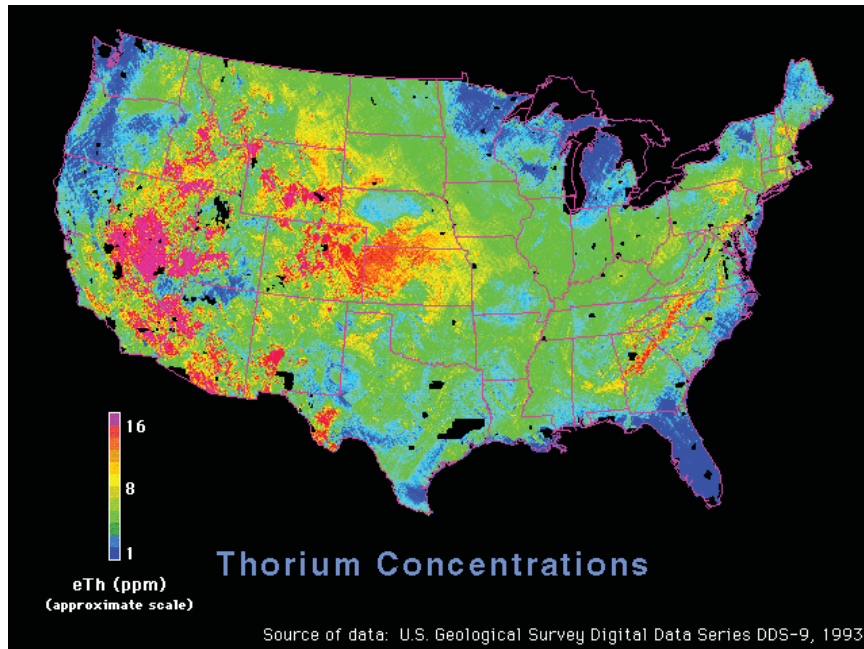 16
8
1
eTh (ppm)
(approximate scale)
Thorium Concentrations
Source of data: U.S. Geological Survey Digital Data Series DDS-9, 1993